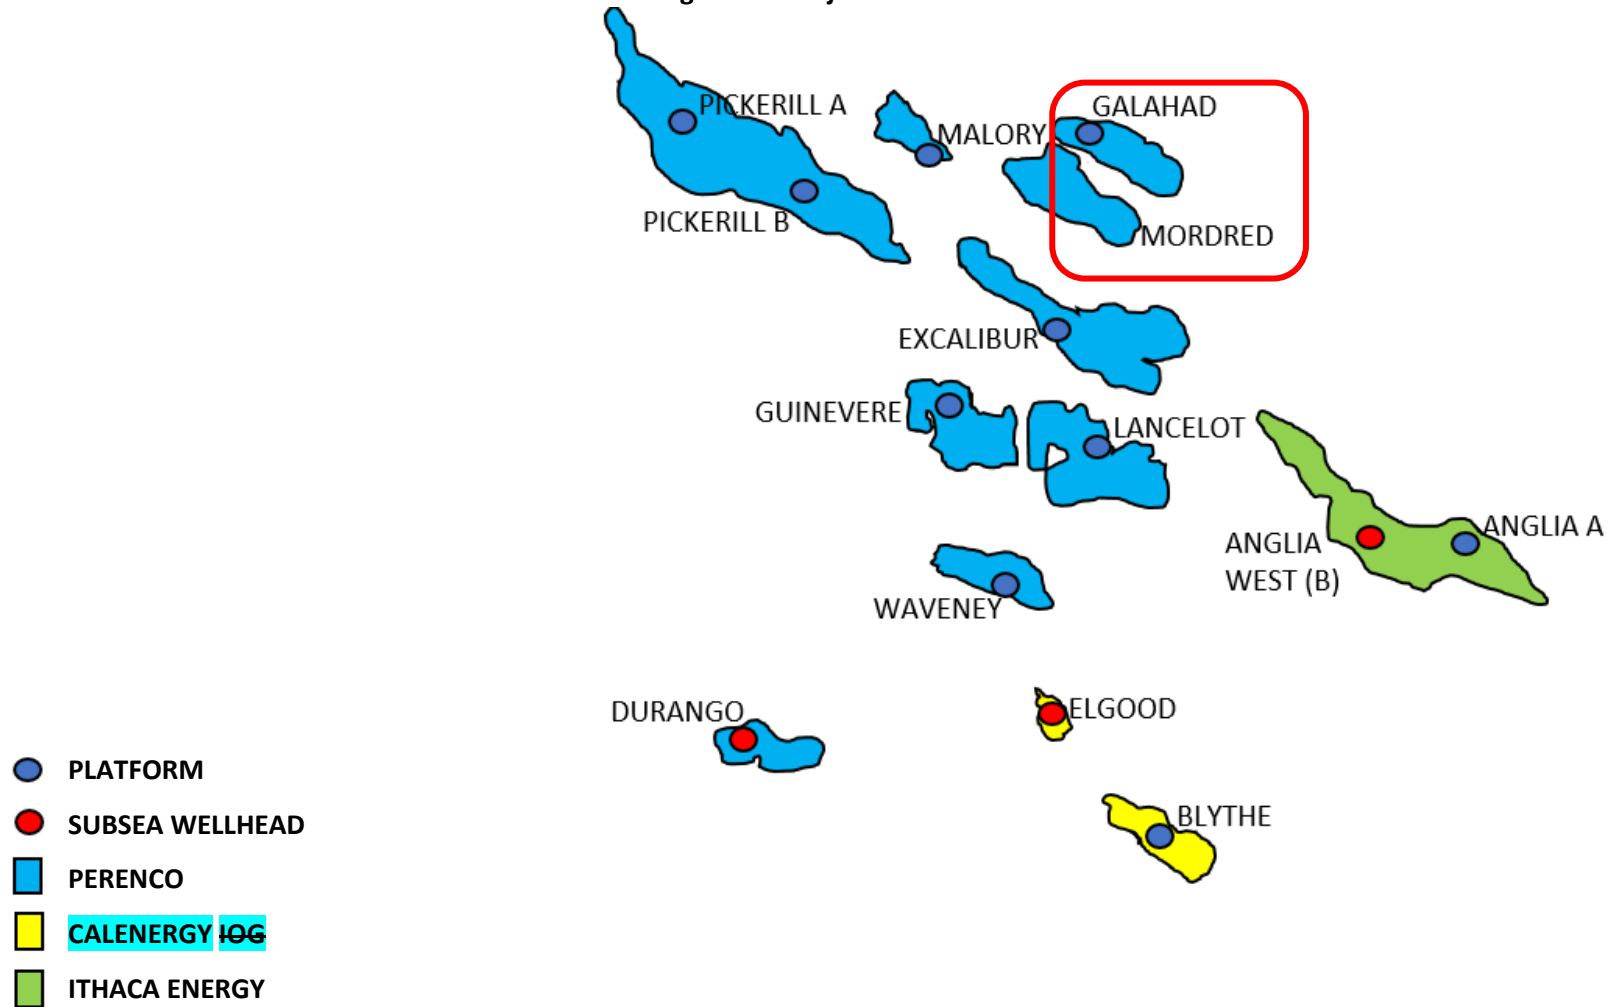 PICKERILL A
GALAHAD
MALORY
PICKERILL B
MORDRED
EXCALIBUR
GUINEVERE
LANCELOT
ANGLIA A
ANGLIA
WEST (B)
WAVENEY
DURANGO
ELGOOD
BLYTHE
PLATFORM
SUBSEA WELLHEAD
PERENCO
CALENERGY IOG
ITHACA ENERGY